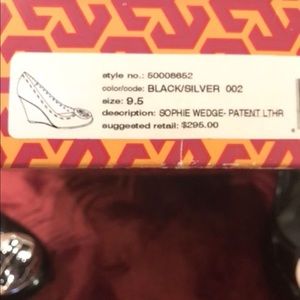 style no.: 50008652
color/code: BLACK/SILVER 002
size: 9.5
description: SOPHIE WEDGE- PATENT LTHR
suggested retail: $295.00